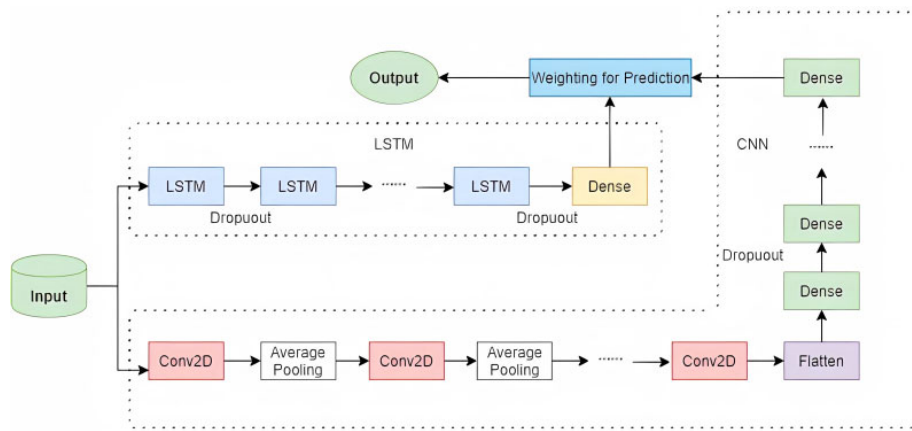 Output
Weighting for Prediction
Dense
LSTM
CNN
......
LSTM
LSTM
......
LSTM
Dense
Dropuout
Dropuout
Dense
Dropuout
Input
Dense
Conv2D
Average
Pooling
Conv2D
Average
Pooling
......
Conv2D
Flatten